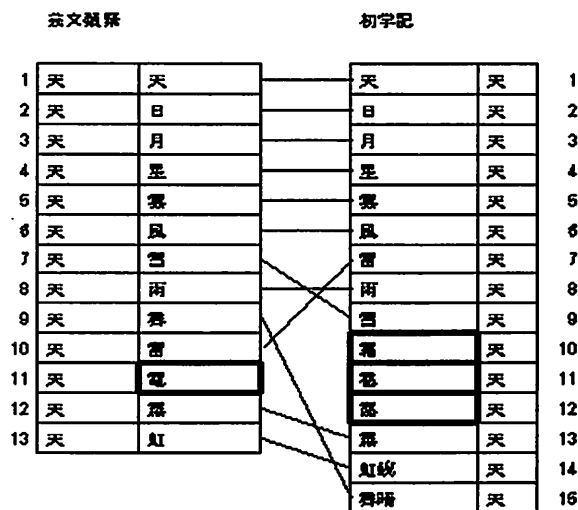 芸文類聚 初学記
1 天 天 天 天 1
2 天 日 日 天 2
3 天 月 月 天 3
4 天 星 星 天 4
5 天 雲 雲 天 5
6 天 風 風 天 6
7 天 雪 雷 天 7
8 天 雨 雨 天 8
9 天 霽 雪 天 9
10 天 雷 霜 天 10
11 天 電 雹 天 11
12 天 霧 露 天 12
13 天 虹 霧 天 13
虹蜺 天 14
霽晴 天 15